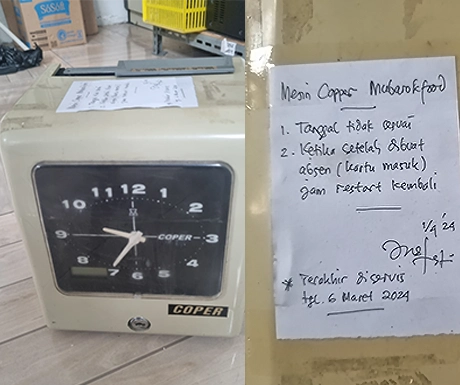 SoSoft
12
1
2
3
4
5
6
7
8
9
10
11
COPER
COPER
Mesin Copper Mubarokfood
1. Tanggal tidak sesuai
2. Ketika setelah dibuat
absen (kartu masuk)
jam restart kembali
1/4 '24
* Terakhir diservis
tgl. 6 Maret 2024